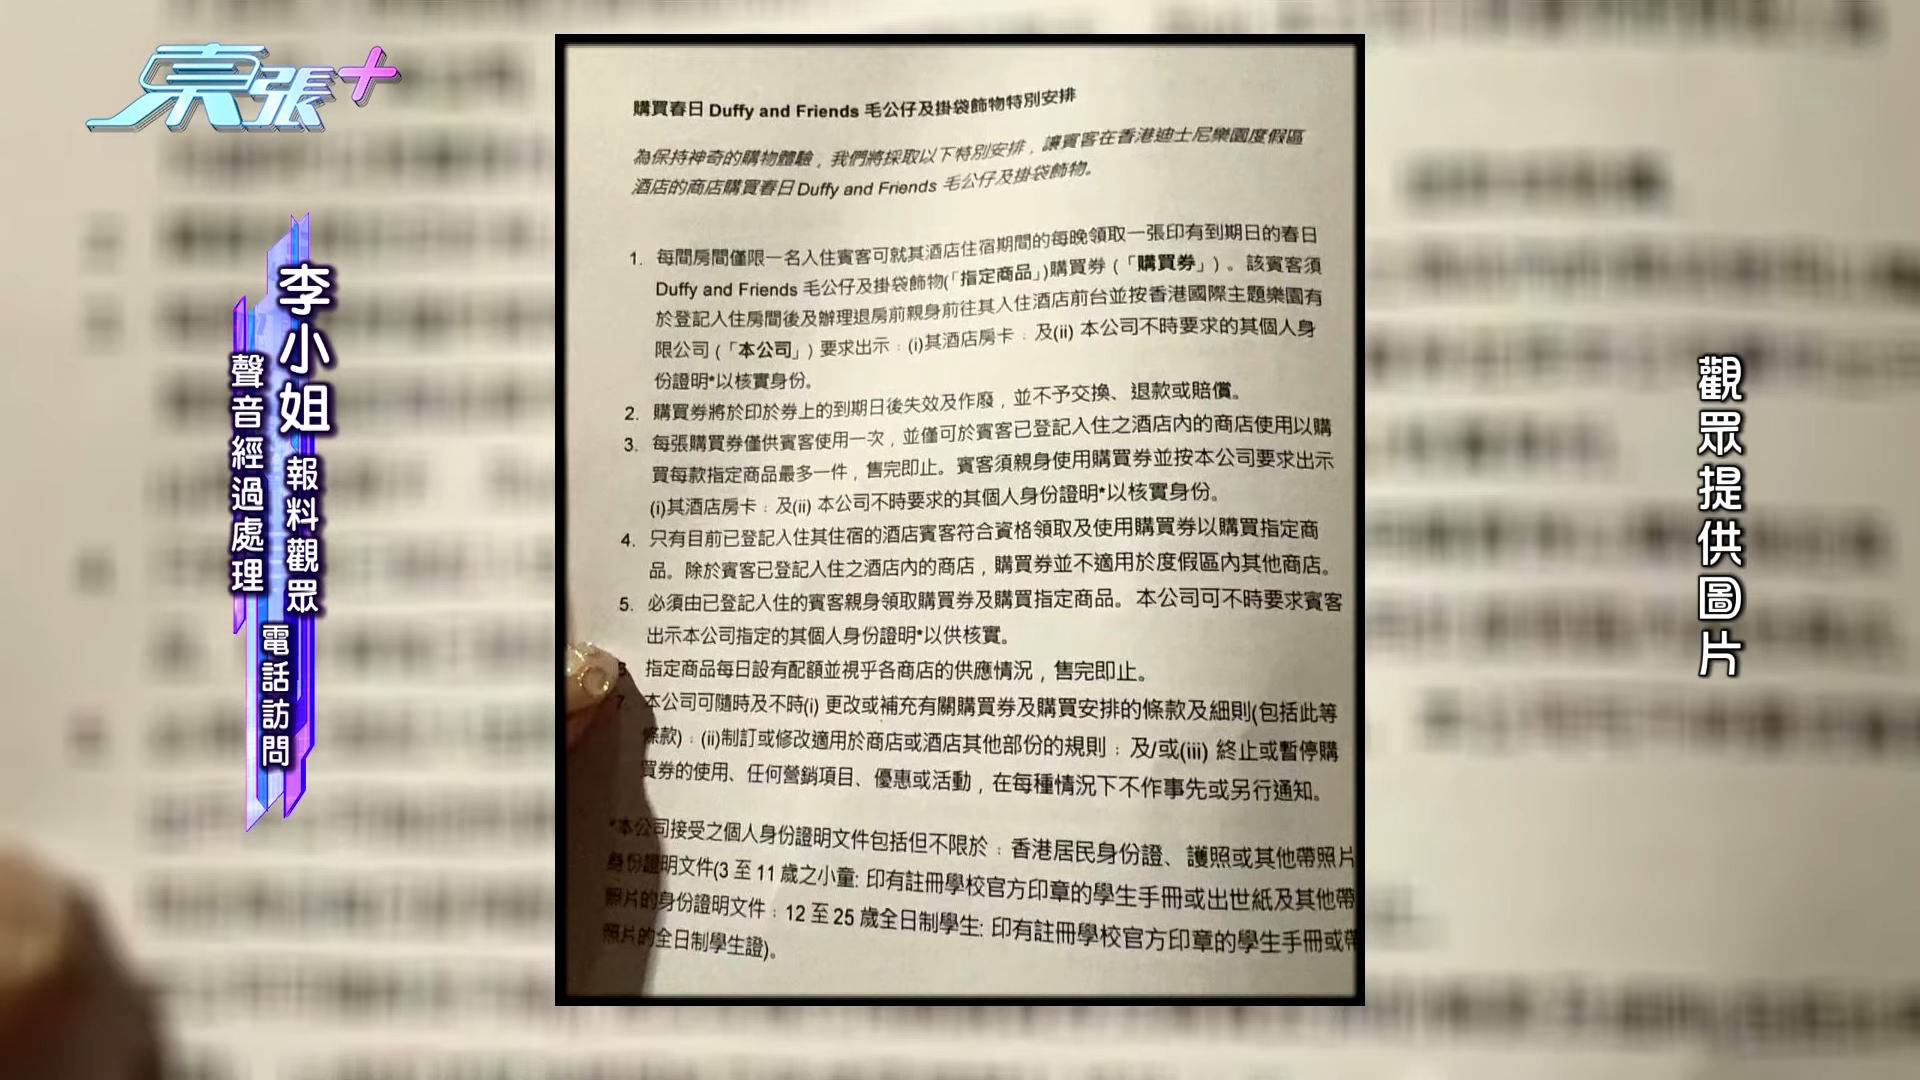 東張+
李小姐 報料觀眾
聲音經過處理 電話訪問
購買春日 Duffy and Friends 毛公仔及掛袋飾物特別安排
為保持神奇的購物體驗，我們將採取以下特別安排，讓賓客在香港迪士尼樂園度假區
酒店的商店購買春日 Duffy and Friends 毛公仔及掛袋飾物。
1. 每間房間僅限一名入住賓客可就其酒店住宿期間的每晚領取一張印有到期日的春日
Duffy and Friends 毛公仔及掛袋飾物(「指定商品」)購買券 (「購買券」) 。該賓客須
於登記入住房間後及辦理退房前親身前往其入住酒店前台並按香港國際主題樂園有
限公司 (「本公司」) 要求出示：(i)其酒店房卡；及(ii) 本公司不時要求的其個人身
份證明*以核實身份。
2. 購買券將於印於券上的到期日後失效及作廢，並不予交換、退款或賠償。
3. 每張購買券僅供賓客使用一次，並僅可於賓客已登記入住之酒店內的商店使用以購
買每款指定商品最多一件，售完即止。賓客須親身使用購買券並按本公司要求出示
(i)其酒店房卡；及(ii) 本公司不時要求的其個人身份證明*以核實身份。
4. 只有目前已登記入住其住宿的酒店賓客符合資格領取及使用購買券以購買指定商
品。除於賓客已登記入住之酒店內的商店，購買券並不適用於度假區內其他商店。
5. 必須由已登記入住的賓客親身領取購買券及購買指定商品。本公司可不時要求賓客
出示本公司指定的其個人身份證明*以供核實。
6. 指定商品每日設有配額並視乎各商店的供應情況，售完即止。
7. 本公司可隨時及不時(i) 更改或補充有關購買券及購買安排的條款及細則(包括此等
條款)；(ii)制訂或修改適用於商店或酒店其他部份的規則；及/或(iii) 終止或暫停購
買券的使用、任何營銷項目、優惠或活動，在每種情況下不作事先或另行通知。
*本公司接受之個人身份證明文件包括但不限於：香港居民身份證、護照或其他帶照片
身份證明文件(3 至 11 歲之小童: 印有註冊學校官方印章的學生手冊或出世紙及其他帶
照片的身份證明文件；12 至 25 歲全日制學生: 印有註冊學校官方印章的學生手冊或帶
照片的全日制學生證)。
觀眾提供圖片